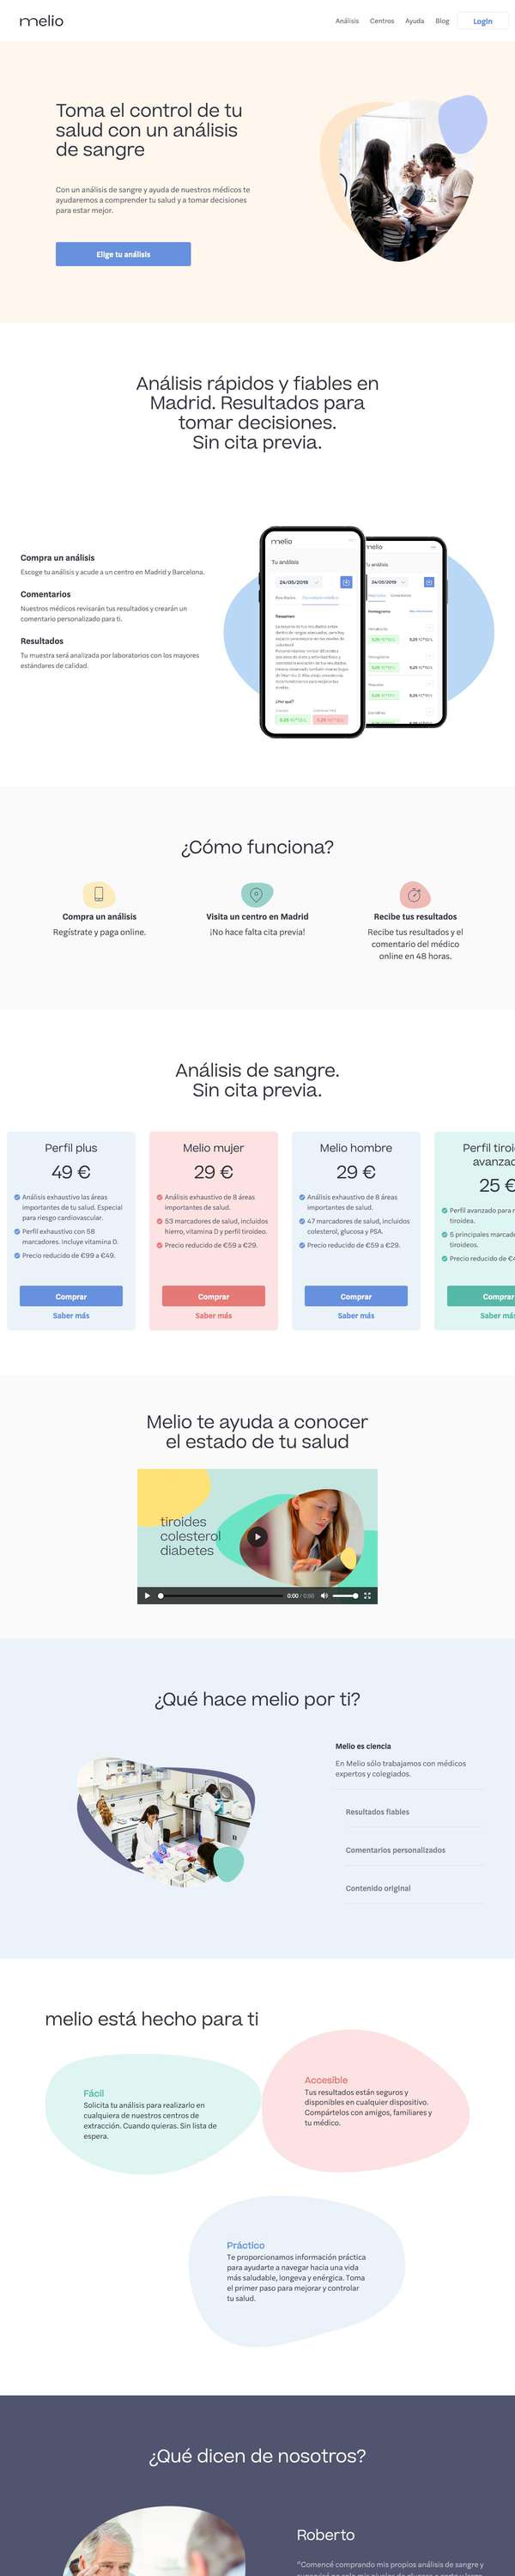 melio
Análisis
Centros
Ayuda
Blog
Login
Toma el control de tu
salud con un análisis
de sangre
Con un análisis de sangre y ayuda de nuestros médicos te
ayudaremos a comprender tu salud y a tomar decisiones
para estar mejor.
Elige tu análisis
Análisis rápidos y fiables en
Madrid. Resultados para
tomar decisiones.
Sin cita previa.
Compra un análisis
Escoge tu análisis y acude a un centro en Madrid y Barcelona.
Comentarios
Nuestros médicos revisarán tus resultados y crearán un
comentario personalizado para ti.
Resultados
Tu muestra será analizada por laboratorios con los mayores
estándares de calidad.
melio
Tu análisis
24/05/2019
Resumen
¿Por qué?
melio
Tu análisis
24/05/2019
¿Cómo funciona?
Compra un análisis
Regístrate y paga online.
Visita un centro en Madrid
¡No hace falta cita previa!
Recibe tus resultados
Recibe tus resultados y el
comentario del médico
online en 48 horas.
Análisis de sangre.
Sin cita previa.
Perfil plus
49 €
Análisis exhaustivo las áreas
importantes de tu salud. Especial
para riesgo cardiovascular.
Perfil exhaustivo con 58
marcadores. incluye vitamina D.
Precio reducido de €99 a €49.
Comprar
Saber más
Melio mujer
29 €
Análisis exhaustivo de 8 áreas
importantes de salud.
53 marcadores de salud, incluidos
hierro, vitamina D y perfil tiroideo.
Precio reducido de €59 a €29.
Comprar
Saber más
Melio hombre
29 €
Análisis exhaustivo de 8 áreas
importantes de salud.
47 marcadores de salud, incluidos
colesterol, glucosa y PSA.
Precio reducido de €59 a €29.
Comprar
Saber más
Perfil tiroi
avanzac
25 €
Perfil avanzado para
tiroidea.
5 principales marcad
tiroideos.
Precio reducido de €
Comprar
Saber más
Melio te ayuda a conocer
el estado de tu salud
tiroides
colesterol
diabetes
0:00 / 0:00
¿Qué hace melio por ti?
Melio es ciencia
En Melio sólo trabajamos con médicos
expertos y colegiados.
Resultados fiables
Comentarios personalizados
Contenido original
melio está hecho para ti
Fácil
Solicita tu análisis para realizarlo en
cualquiera de nuestros centros de
extracción. Cuando quieras. Sin lista de
espera.
Accesible
Tus resultados están seguros y
disponibles en cualquier dispositivo.
Compártelos con amigos, familiares y
tu médico.
Práctico
Te proporcionamos información práctica
para ayudarte a navegar hacia una vida
más saludable, longeva y enérgica. Toma
el primer paso para mejorar y controlar
tu salud.
¿Qué dicen de nosotros?
Roberto
"Comencé comprando mis propios análisis de sangre y